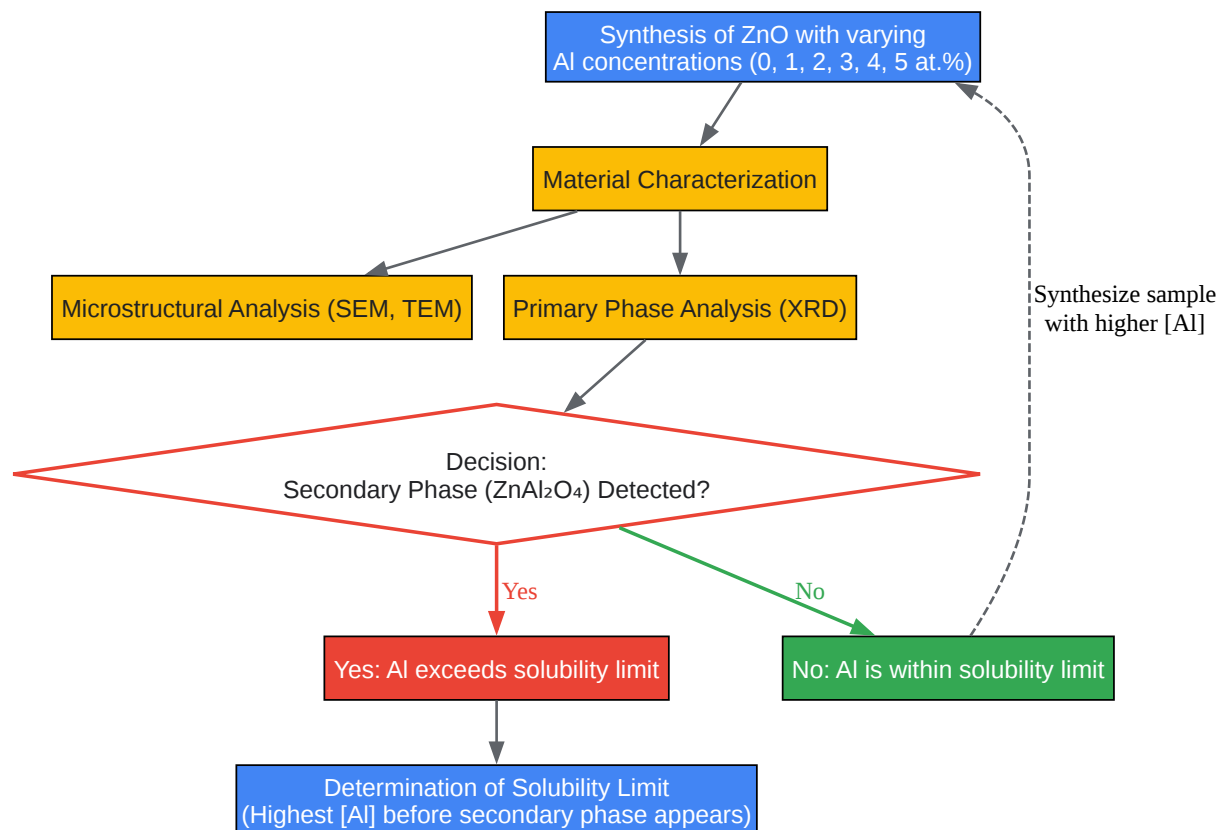 Synthesis of ZnO with varying
Al concentrations (0, 1, 2, 3, 4, 5 at.%)
Material Characterization
Microstructural Analysis (SEM, TEM)
Primary Phase Analysis (XRD)
Synthesize sample
with higher [Al]
Decision:
Secondary Phase (ZnAl₂O₄) Detected?
Yes
No
Yes: Al exceeds solubility limit
No: Al is within solubility limit
Determination of Solubility Limit
(Highest [Al] before secondary phase appears)